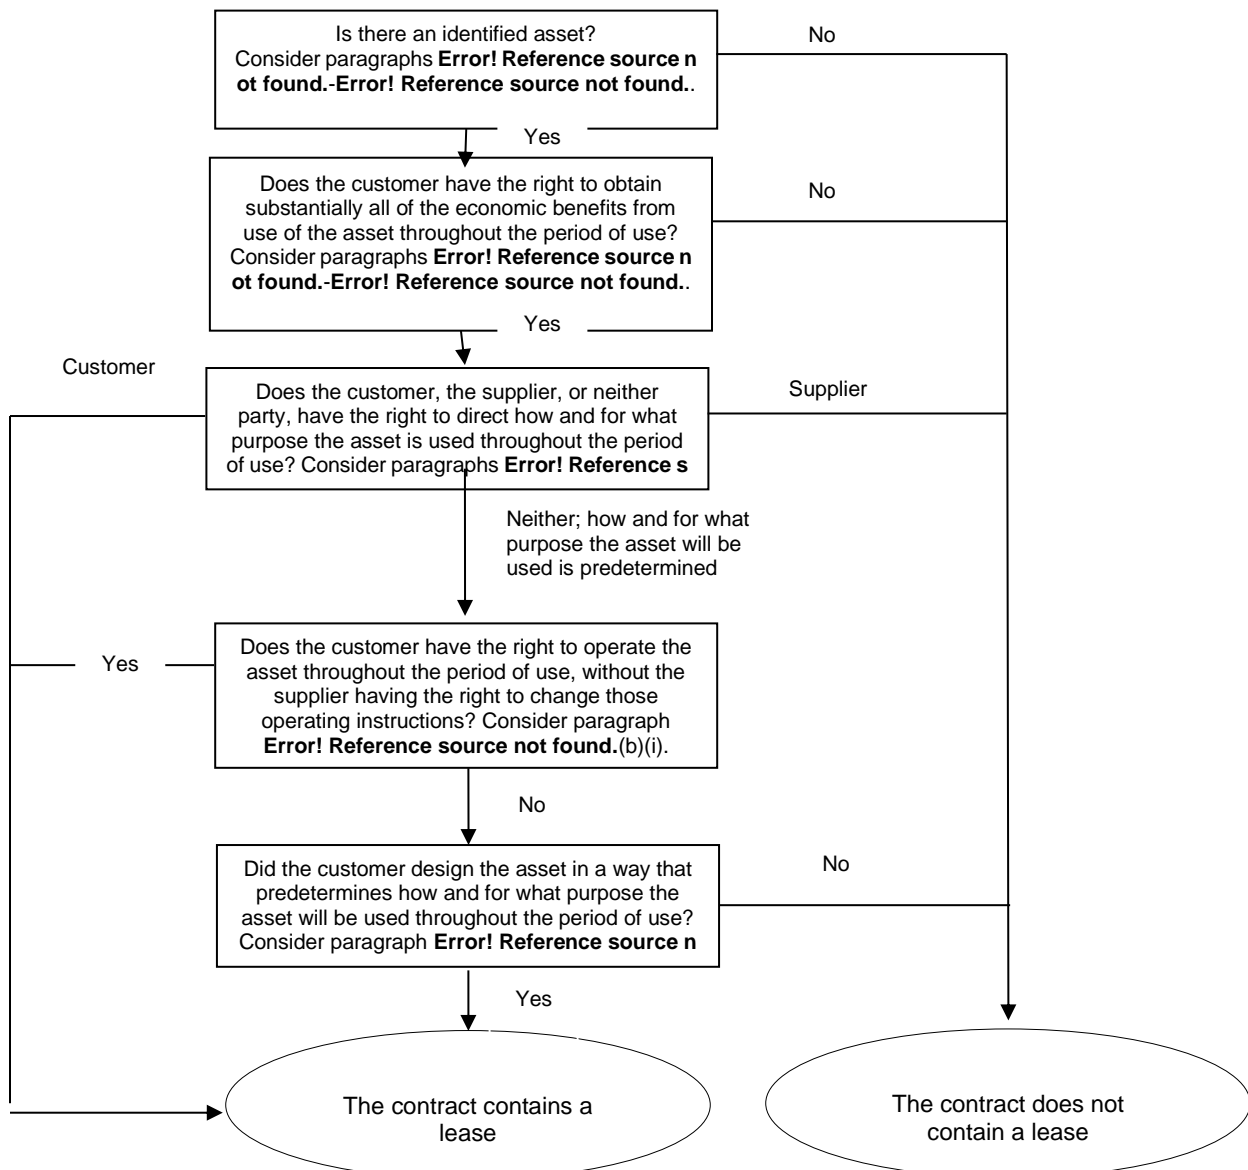 Is there an identified asset?
No
Consider paragraphs Error! Reference source n
ot found.-Error! Reference source not found..
Yes
Does the customer have the right to obtain
substantially all of the economic benefits from
No
use of the asset throughout the period of use?
Consider paragraphs Error! Reference source n
ot found.-Error! Reference source not found..
Yes
Customer
Does the customer, the supplier, or neither
party, have the right to direct how and for what
purpose the asset is used throughout the period
of use? Consider paragraphs Error! Reference s
Supplier
Neither; how and for what
purpose the asset will be
used is predetermined
Does the customer have the right to operate the
asset throughout the period of use, without the
supplier having the right to change those
operating instructions? Consider paragraph
Error! Reference source not found.(b)(i).
Yes
No
Did the customer design the asset in a way that
predetermines how and for what purpose the
asset will be used throughout the period of use?
Consider paragraph Error! Reference source n
No
Yes
The contract contains a
lease
The contract does not
contain a lease